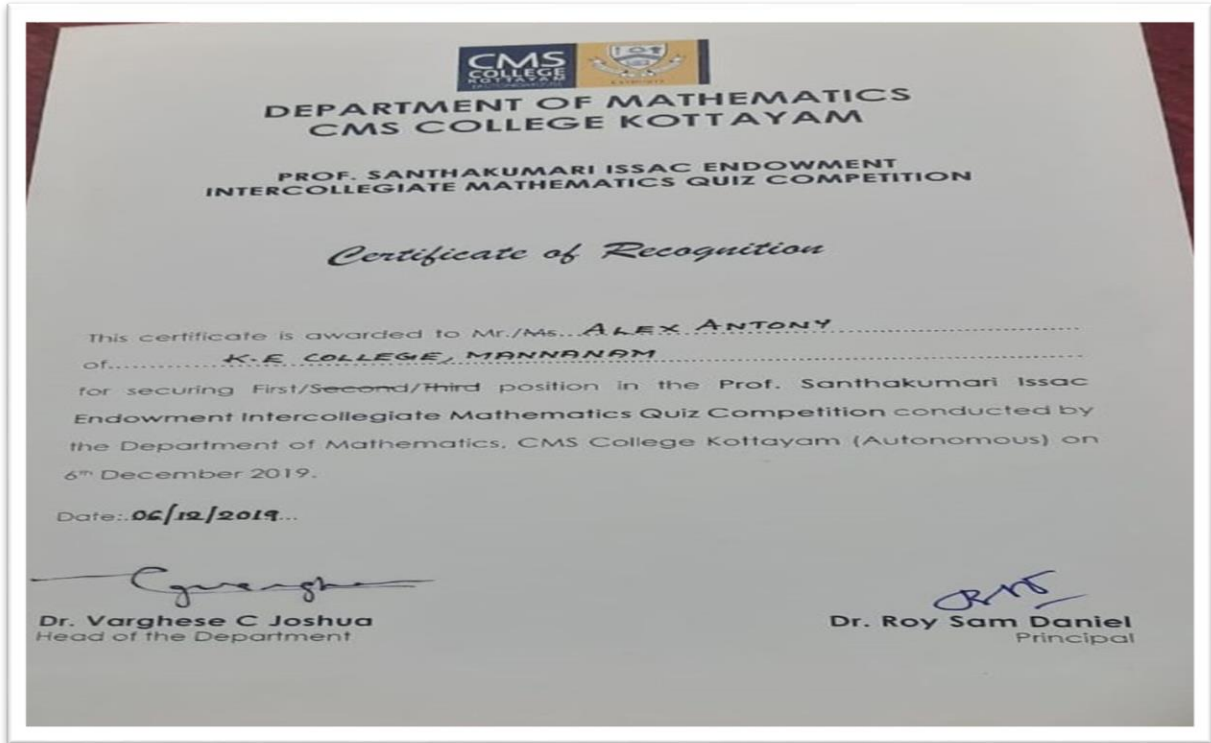 CMS
COLLEGE
KOTTAYAM
DEPARTMENT OF MATHEMATICS
CMS COLLEGE KOTTAYAM
PROF. SANTHAKUMARI ISSAC ENDOWMENT
INTERCOLLEGIATE MATHEMATICS QUIZ COMPETITION
Certificate of Recognition
This certificate is awarded to Mr./Ms. ALEX ANTONY
of K.E COLLEGE, MANNANAM
for securing First/Second/Third position in the Prof. Santhakumari Issac
Endowment Intercollegiate Mathematics Quiz Competition conducted by
the Department of Mathematics, CMS College Kottayam (Autonomous) on
6th December 2019.
Date: 06/12/2019
Dr. Varghese C Joshua
Head of the Department
Dr. Roy Sam Daniel
Principal